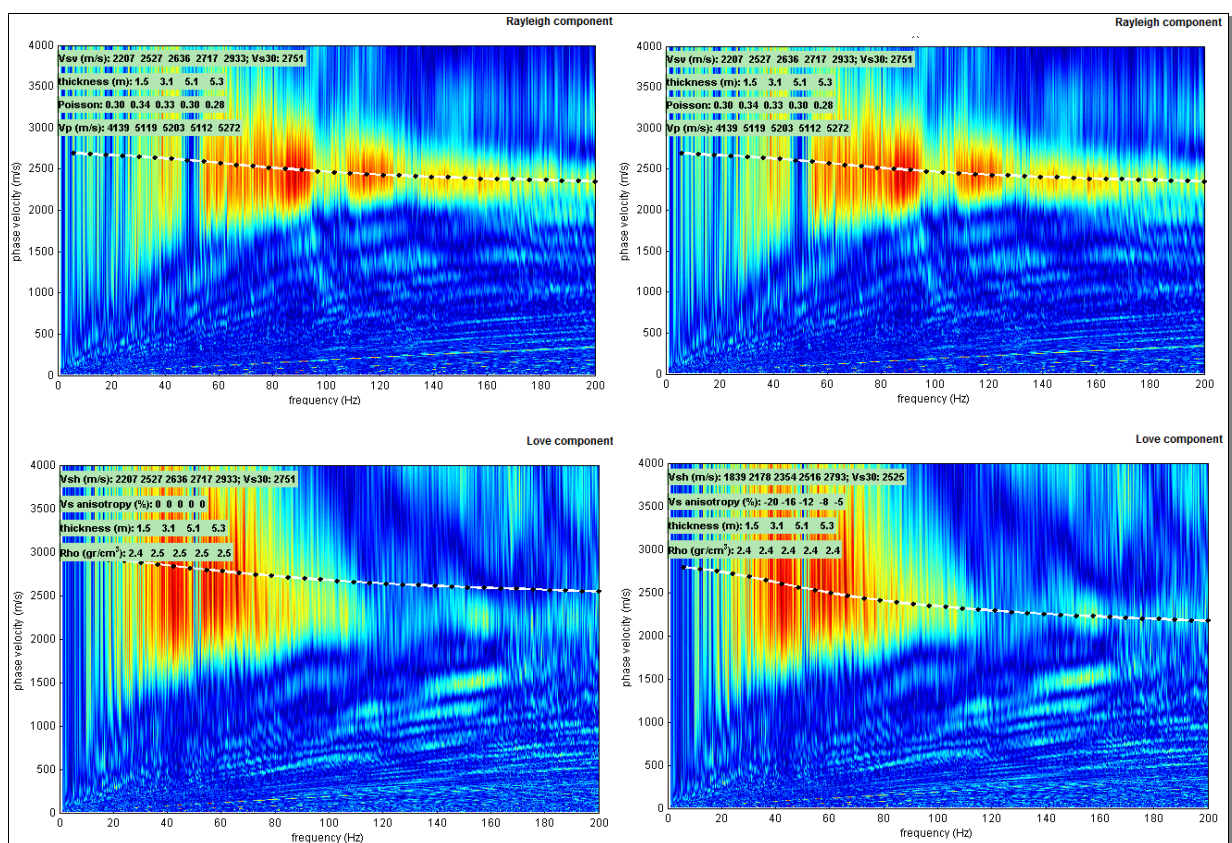 Rayleigh component
4000
3500
3000
2500
2000
1500
1000
500
0
phase velocity (m/s)
Vsv (m/s): 2207 2527 2636 2717 2933; Vs30: 2751
thickness (m): 1.5 3.1 5.1 5.3
Poisson: 0.30 0.34 0.33 0.30 0.28
Vp (m/s): 4139 5119 5203 5112 5272
0 20 40 60 80 100 120 140 160 180 200
frequency (Hz)
Rayleigh component
4000
3500
3000
2500
2000
1500
1000
500
0
phase velocity (m/s)
Vsv (m/s): 2207 2527 2636 2717 2933; Vs30: 2751
thickness (m): 1.5 3.1 5.1 5.3
Poisson: 0.30 0.34 0.33 0.30 0.28
Vp (m/s): 4139 5119 5203 5112 5272
0 20 40 60 80 100 120 140 160 180 200
frequency (Hz)
Love component
4000
3500
3000
2500
2000
1500
1000
500
0
phase velocity (m/s)
Vsh (m/s): 2207 2527 2636 2717 2933; Vs30: 2751
Vs anisotropy (%): 0 0 0 0 0
thickness (m): 1.5 3.1 5.1 5.3
Rho (gr/cm³): 2.4 2.5 2.5 2.5 2.5
0 20 40 60 80 100 120 140 160 180 200
frequency (Hz)
Love component
4000
3500
3000
2500
2000
1500
1000
500
0
phase velocity (m/s)
Vsh (m/s): 1839 2178 2354 2516 2793; Vs30: 2525
Vs anisotropy (%): -20 -16 -12 -8 -5
thickness (m): 1.5 3.1 5.1 5.3
Rho (gr/cm³): 2.4 2.4 2.4 2.4 2.4
0 20 40 60 80 100 120 140 160 180 200
frequency (Hz)